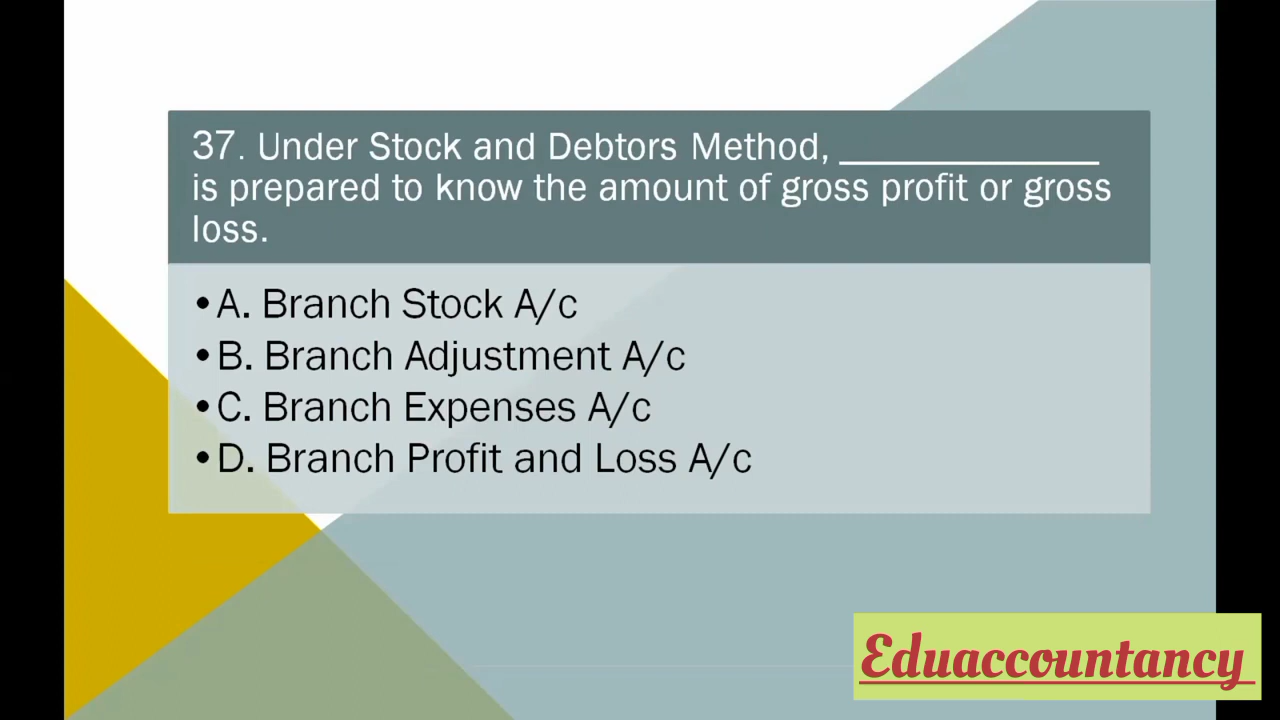 37. Under Stock and Debtors Method, ______________
is prepared to know the amount of gross profit or gross
loss.
•A. Branch Stock A/c
•B. Branch Adjustment A/c
•C. Branch Expenses A/c
•D. Branch Profit and Loss A/c
Eduaccountancy